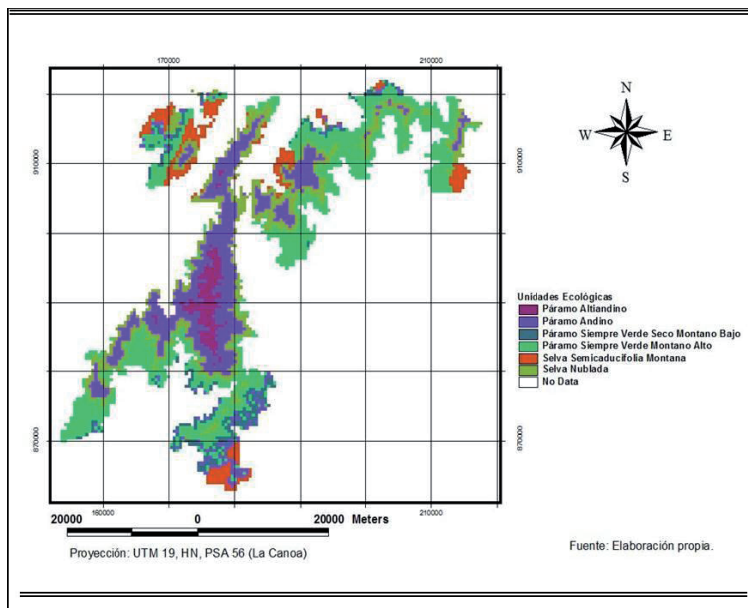 170000 210000
N
W E
S
910000 910000
Unidades Ecológicas
Páramo Altiandino
Páramo Andino
Páramo Siempre Verde Seco Montano Bajo
Páramo Siempre Verde Montano Alto
Selva Semicaducifolia Montana
Selva Nublada
No Data
870000 870000
160000 210000
20000 0 20000 Meters
Proyección: UTM 19, HN, PSA 56 (La Canoa)
Fuente: Elaboración propia.